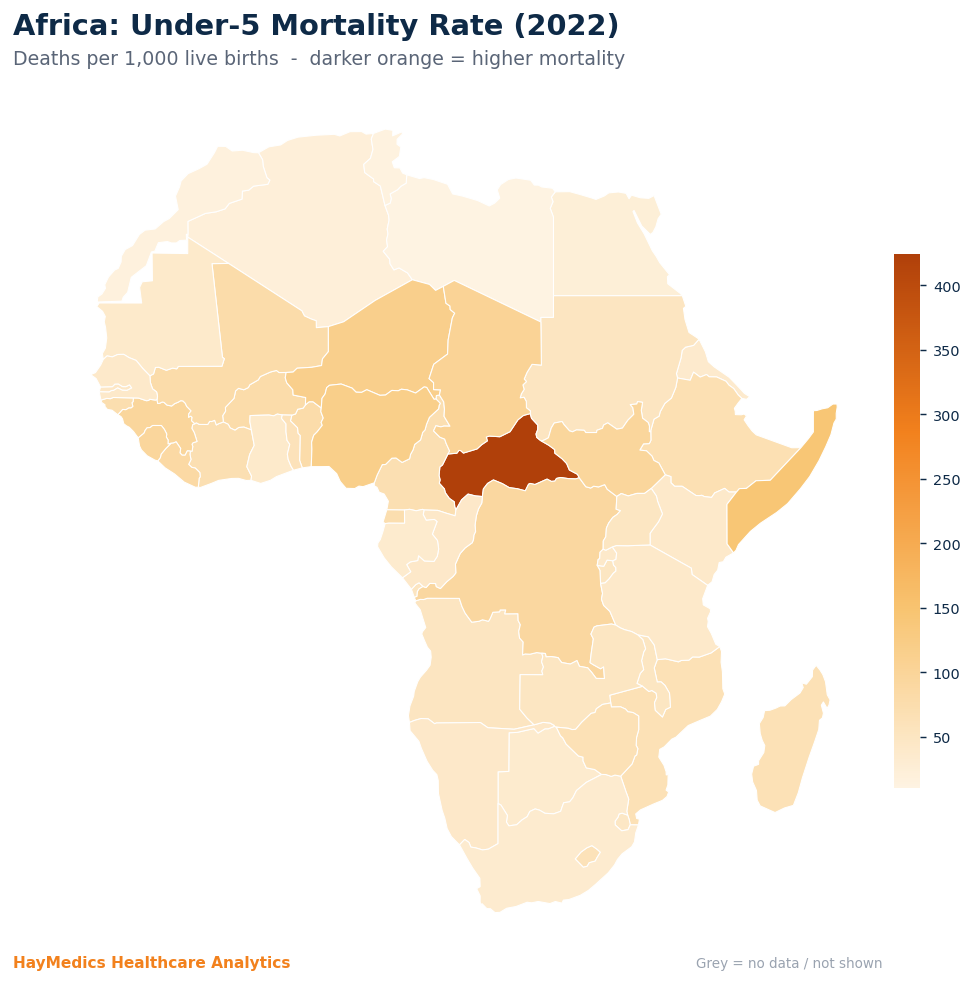 Africa: Under-5 Mortality Rate (2022)
Deaths per 1,000 live births - darker orange = higher mortality
400
350
300
250
200
150
100
50
HayMedics Healthcare Analytics
Grey = no data / not shown